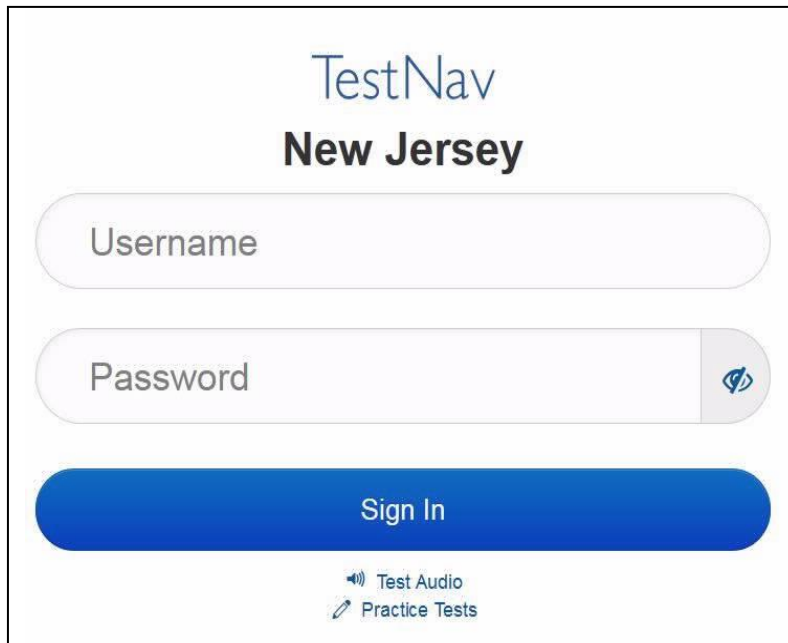 TestNav
New Jersey
Username
Password
Sign In
Test Audio
Practice Tests